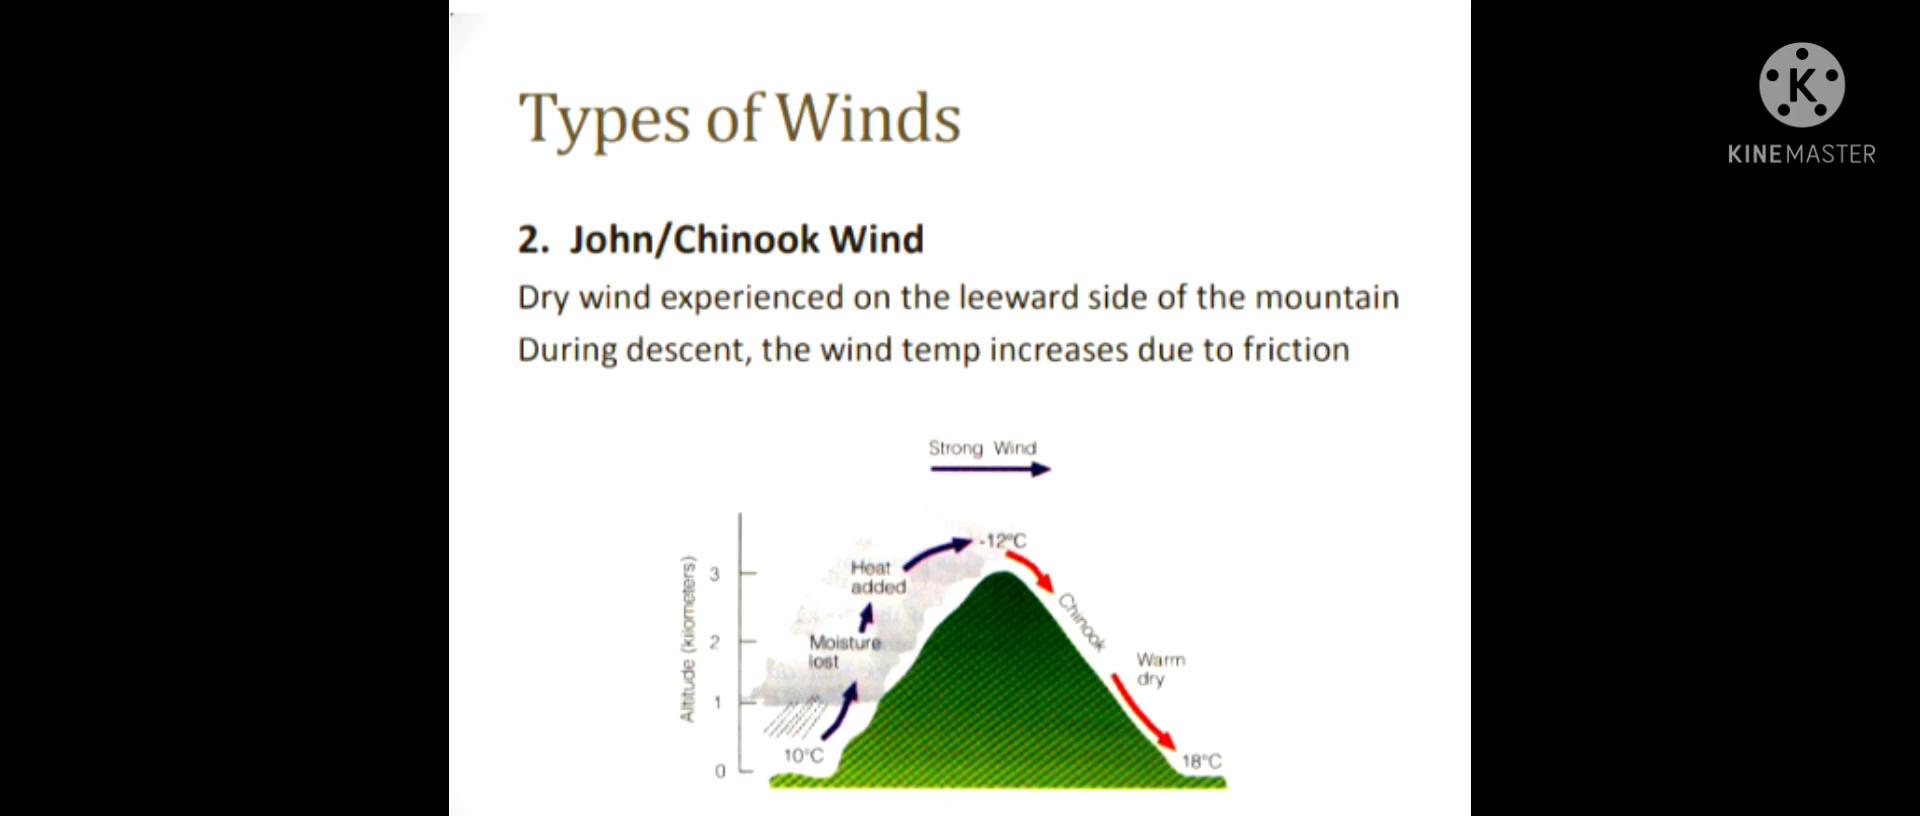 Types of Winds
2. John/Chinook Wind
Dry wind experienced on the leeward side of the mountain
During descent, the wind temp increases due to friction
Strong Wind
-12°C
Heat
added
Moisture
lost
10°C
Chinook
Warm
dry
18°C
Altitude (kilometers)
3
2
1
0
K
KINEMASTER